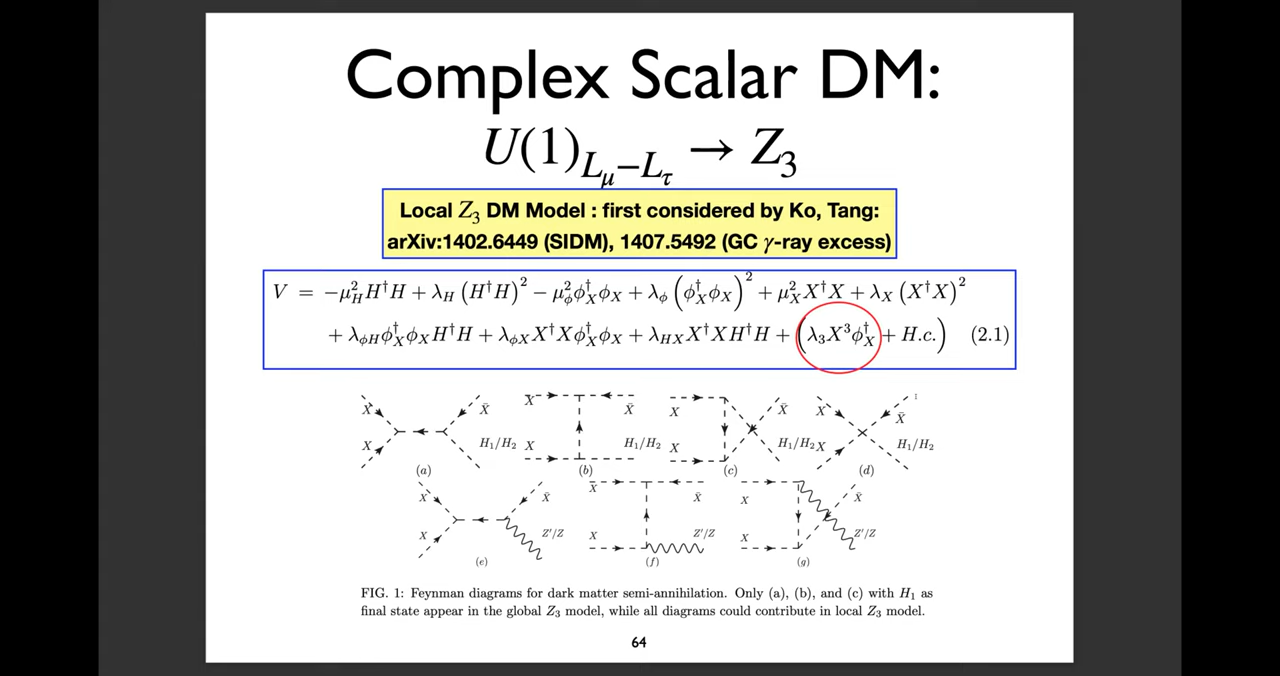 Complex Scalar DM:
U(1)_{L_μ−L_τ} → Z_3
Local Z_3 DM Model : first considered by Ko, Tang:
arXiv:1402.6449 (SIDM), 1407.5492 (GC γ-ray excess)
V = −μ_H^2 H†H + λ_H (H†H)^2 − μ_φ^2 φ_X^† φ_X + λ_φ (φ_X^† φ_X)^2 + μ_X^2 X†X + λ_X (X†X)^2
+ λ_{φH} φ_X^† φ_X H†H + λ_{φX} X†X φ_X^† φ_X + λ_{HX} X†X H†H + (λ_3 X^3 φ_X^† + H.c.) (2.1)
X X̄ X X̄ X X̄ X X̄
X H_1/H_2 X H_1/H_2 X H_1/H_2 X H_1/H_2
(a) (b) (c) (d)
X X̄ X X̄ X X̄
X Z′/Z X Z′/Z X Z′/Z
(e) (f) (g)
FIG. 1: Feynman diagrams for dark matter semi-annihilation. Only (a), (b), and (c) with H_1 as
final state appear in the global Z_3 model, while all diagrams could contribute in local Z_3 model.
64